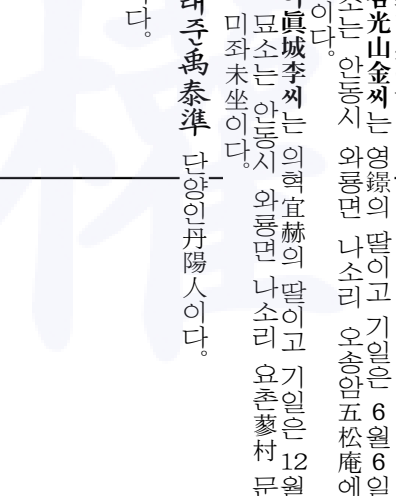 光山金씨는 영鐛의 딸이고 기일은 6월6일
소는 안동시 와룡면 나소리 오송암五松庵에
이다.
眞城李씨는 의혁宜赫의 딸이고 기일은 12월
묘소는 안동시 와룡면 나소리 요촌蓼村 문
미좌未坐이다.
태준禹泰準 단양인丹陽人이다.
다.
權